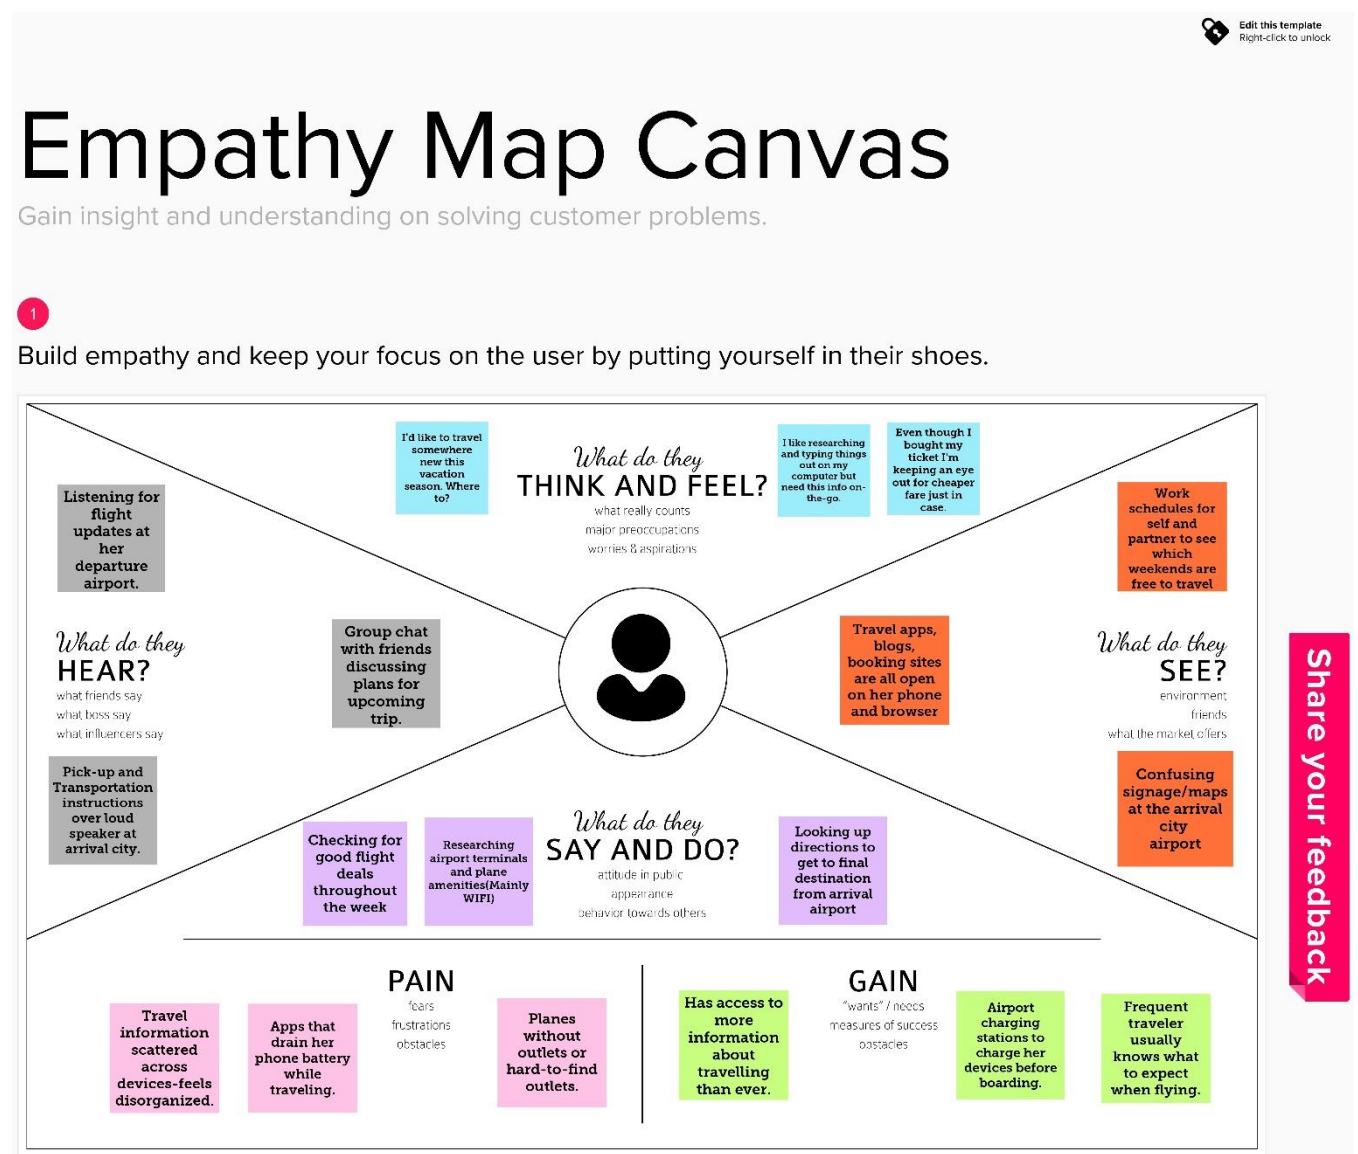 Edit this template
Right-click to unlock
Empathy Map Canvas
Gain insight and understanding on solving customer problems.
1
Build empathy and keep your focus on the user by putting yourself in their shoes.
I'd like to travel
somewhere
new this
vacation
season. Where
to?
What do they
THINK AND FEEL?
what really counts
major preoccupations
worries & aspirations
I like researching
and typing things
out on my
computer but
need this info on-
the-go.
Even though I
bought my
ticket I'm
keeping an eye
out for cheaper
fare just in
case.
Listening for
flight
updates at
her
departure
airport.
Work
schedules for
self and
partner to see
which
weekends are
free to travel
What do they
HEAR?
what friends say
what boss say
what influencers say
Group chat
with friends
discussing
plans for
upcoming
trip.
Travel apps,
blogs,
booking sites
are all open
on her phone
and browser
What do they
SEE?
environment
friends
what the market offers
Pick-up and
Transportation
instructions
over loud
speaker at
arrival city.
Confusing
signage/maps
at the arrival
city
airport
Checking for
good flight
deals
throughout
the week
Researching
airport terminals
and plane
amenities(Mainly
WIFI)
What do they
SAY AND DO?
attitude in public
appearance
behavior towards others
Looking up
directions to
get to final
destination
from arrival
airport
Share your feedback
PAIN
fears
frustrations
obstacles
Travel
information
scattered
across
devices-feels
disorganized.
Apps that
drain her
phone battery
while
traveling.
Planes
without
outlets or
hard-to-find
outlets.
GAIN
"wants" / needs
measures of success
obstacles
Has access to
more
information
about
travelling
than ever.
Airport
charging
stations to
charge her
devices before
boarding.
Frequent
traveler
usually
knows what
to expect
when flying.